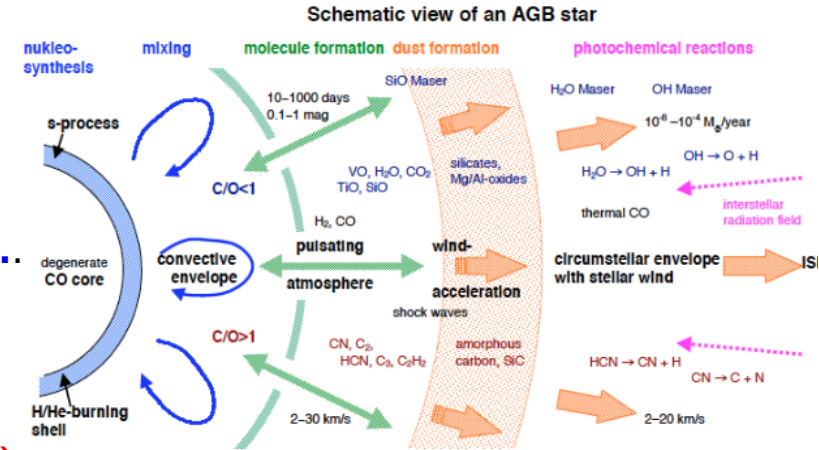 Schematic view of an AGB star
nukleo-
synthesis
mixing
molecule formation
dust formation
photochemical reactions
s-process
degenerate
CO core
H/He-burning
shell
C/O<1
convective
envelope
C/O>1
10–1000 days
0.1–1 mag
SiO Maser
VO, H₂O, CO₂
TiO, SiO
H₂, CO
pulsating
atmosphere
shock waves
CN, C₂,
HCN, C₃, C₂H₂
2–30 km/s
silicates,
Mg/Al-oxides
wind-
acceleration
amorphous
carbon, SiC
H₂O Maser
OH Maser
10⁻⁸–10⁻⁴ M⊙/year
OH → O + H
H₂O → OH + H
interstellar
radiation field
thermal CO
circumstellar envelope
with stellar wind
HCN → CN + H
CN → C + N
2–20 km/s